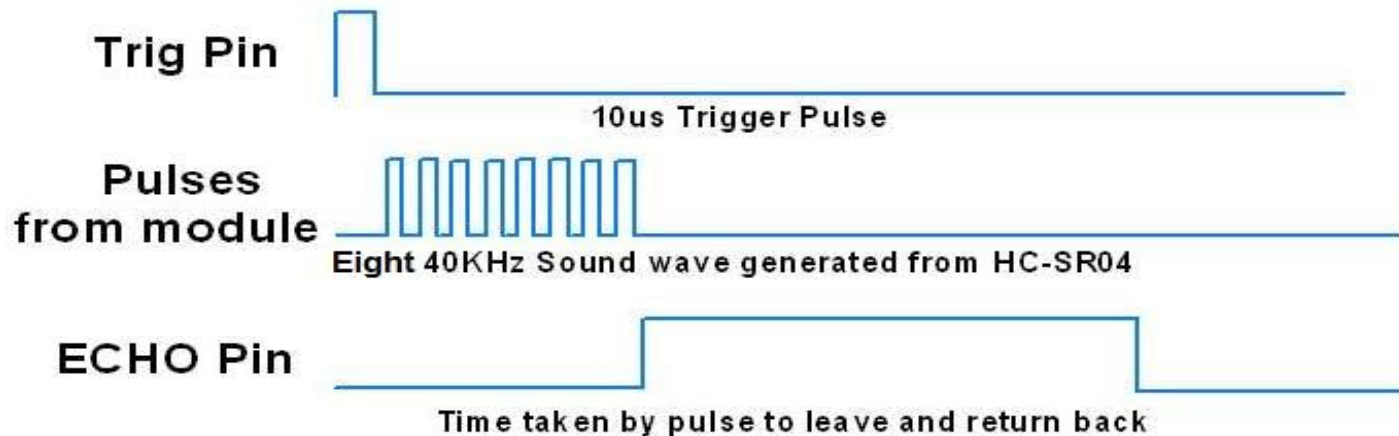 Trig Pin
10us Trigger Pulse
Pulses
from module
Eight 40KHz Sound wave generated from HC-SR04
ECHO Pin
Time taken by pulse to leave and return back